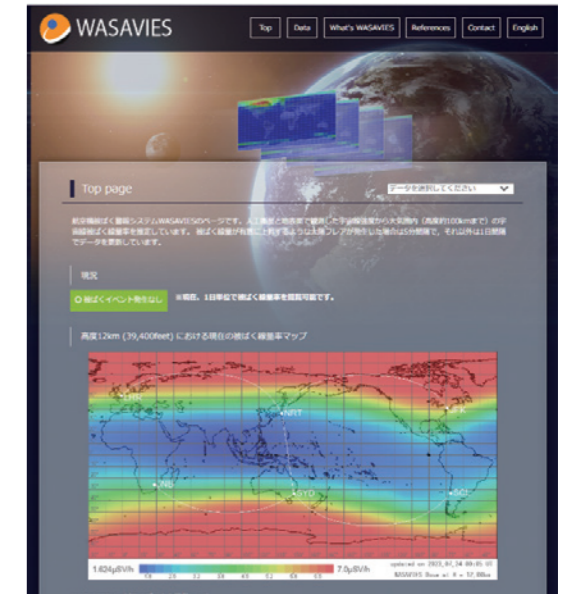 WASAVIES
Top Data What's WASAVIES References Contact English
Top page
データを選択してください
航空機被ばく警報システムWASAVIESのページです。人工衛星と地表面で観測した宇宙線強度から大気圏内（高度約100kmまで）の宇
宙線被ばく線量率を推定しています。 被ばく線量が有意に上昇するような太陽フレアが発生した場合は5分間隔で、それ以外は1日間隔
でデータを更新しています。
現況
被ばくイベント発生なし
※現在、1日単位で被ばく線量率を閲覧可能です。
高度12km (39,400feet) における現在の被ばく線量率マップ
LHR
NRT
JFK
JNB
SYD
SCL
1.624μSV/h
7.0μSV/h